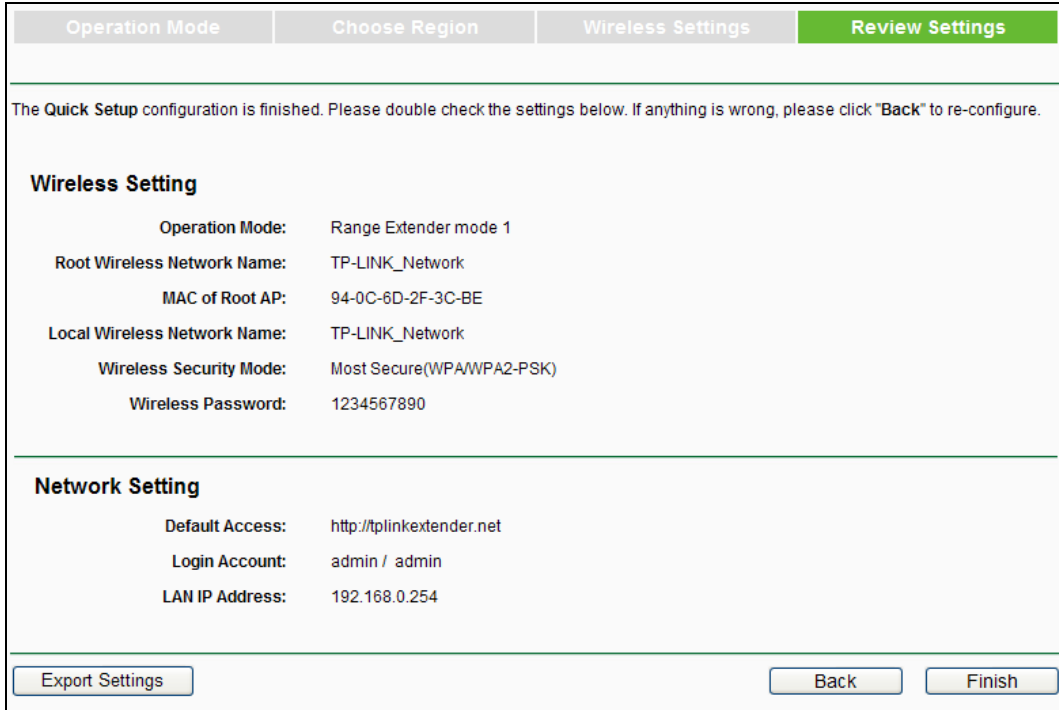 Operation Mode Choose Region Wireless Settings Review Settings
The Quick Setup configuration is finished. Please double check the settings below. If anything is wrong, please click "Back" to re-configure.
Wireless Setting
Operation Mode: Range Extender mode 1
Root Wireless Network Name: TP-LINK_Network
MAC of Root AP: 94-0C-6D-2F-3C-BE
Local Wireless Network Name: TP-LINK_Network
Wireless Security Mode: Most Secure(WPA/WPA2-PSK)
Wireless Password: 1234567890
Network Setting
Default Access: http://tplinkextender.net
Login Account: admin / admin
LAN IP Address: 192.168.0.254
Export Settings Back Finish